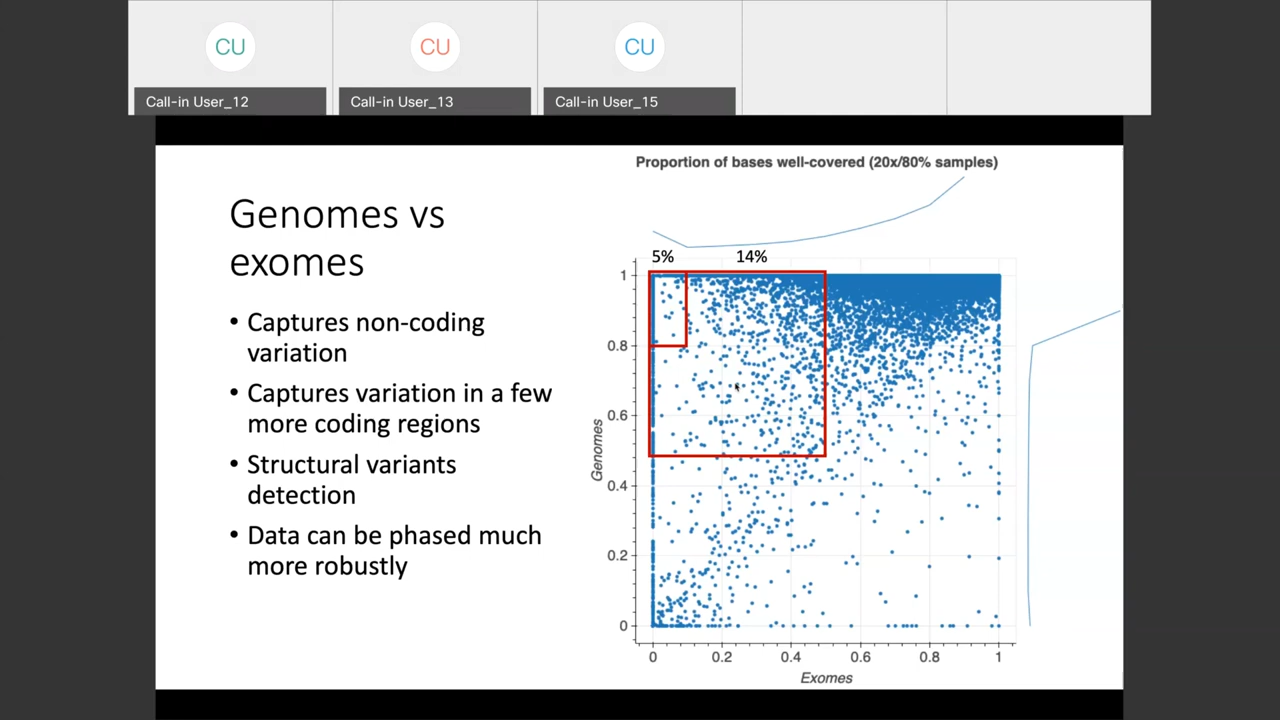 CU
CU
CU
Call-in User_12
Call-in User_13
Call-in User_15
Genomes vs
exomes
• Captures non-coding
variation
• Captures variation in a few
more coding regions
• Structural variants
detection
• Data can be phased much
more robustly
Proportion of bases well-covered (20x/80% samples)
5%
14%
1
0.8
0.6
0.4
0.2
0
Genomes
0
0.2
0.4
0.6
0.8
1
Exomes